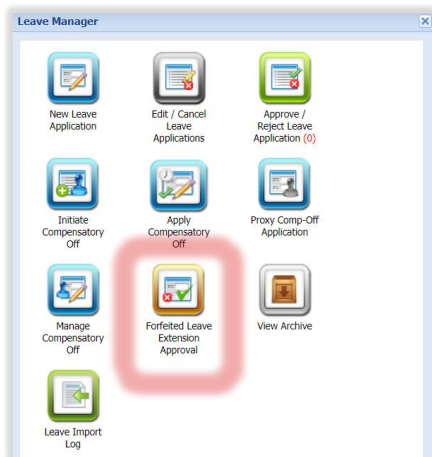 Leave Manager
New Leave
Application
Edit / Cancel
Leave
Applications
Approve /
Reject Leave
Application (0)
Initiate
Compensatory
Off
Apply
Compensatory
Off
Proxy Comp-Off
Application
Manage
Compensatory
Off
Forfeited Leave
Extension
Approval
View Archive
Leave Import
Log